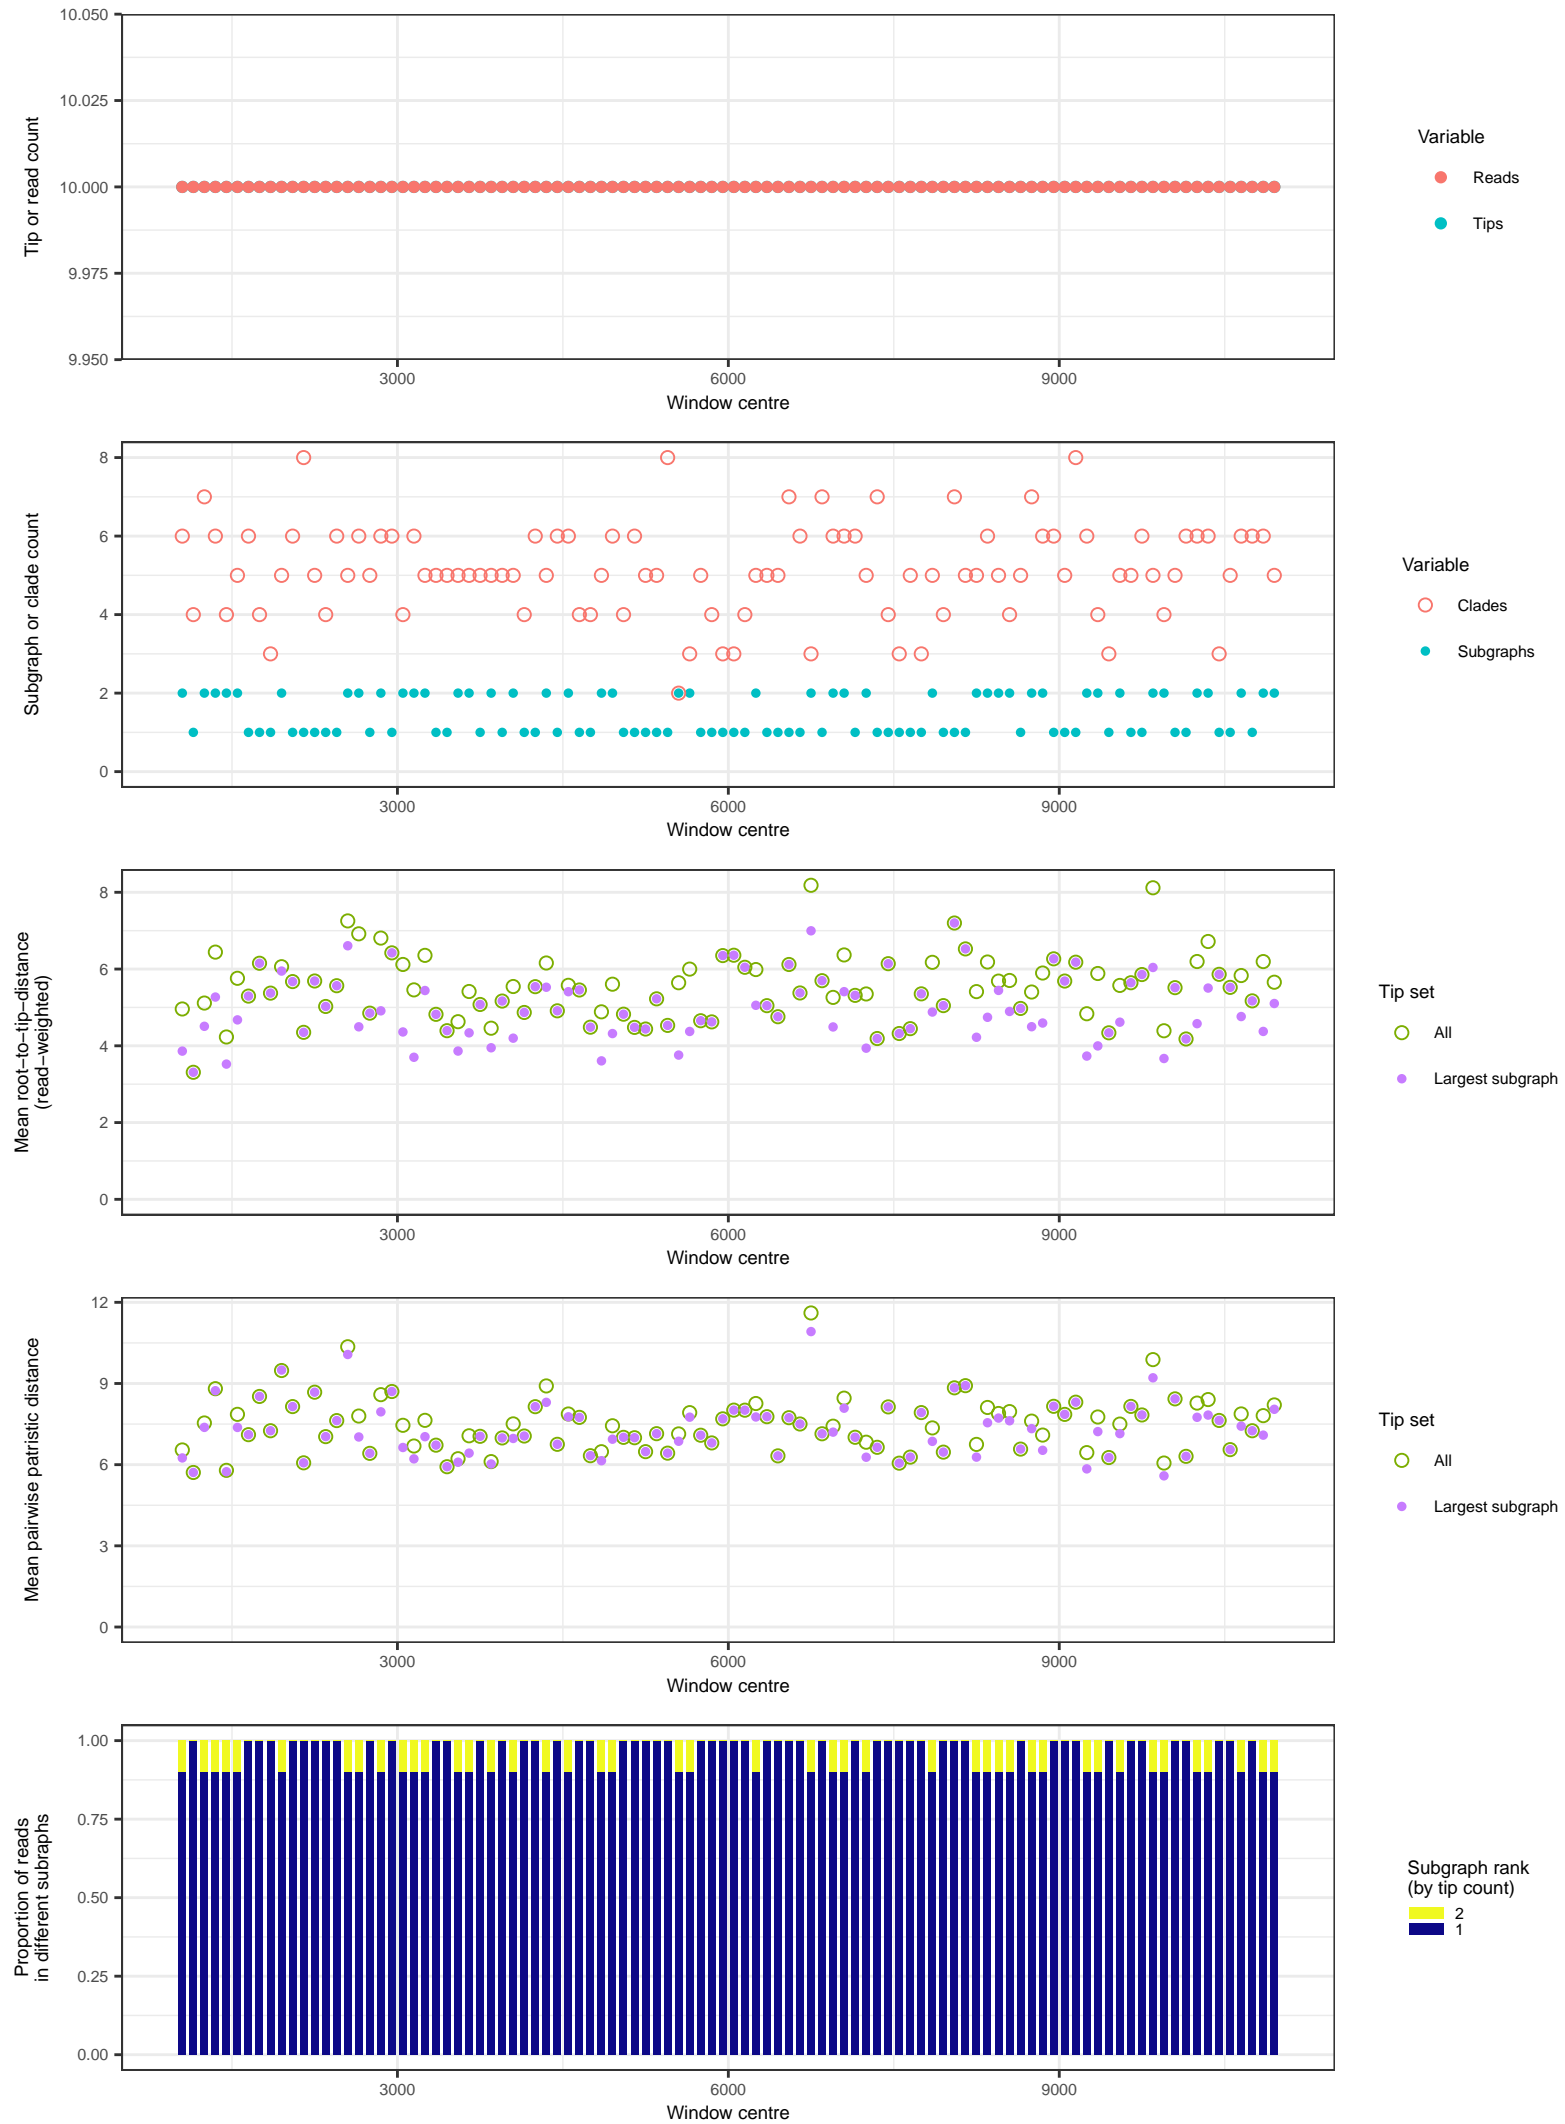 10.050
10.025
10.000
9.975
9.950
Tip or read count
3000 6000 9000
Window centre
Variable
Reads
Tips
8
6
4
2
0
Subgraph or clade count
3000 6000 9000
Window centre
Variable
Clades
Subgraphs
8
6
4
2
0
Mean root−to−tip−distance
(read−weighted)
3000 6000 9000
Window centre
Tip set
All
Largest subgraph
12
9
6
3
0
Mean pairwise patristic distance
3000 6000 9000
Window centre
Tip set
All
Largest subgraph
1.00
0.75
0.50
0.25
0.00
Proportion of reads
in different subraphs
3000 6000 9000
Window centre
Subgraph rank
(by tip count)
2
1